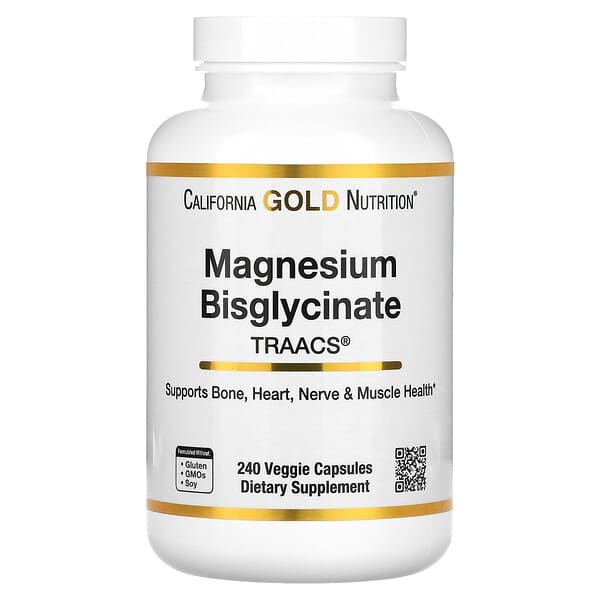 CALIFORNIA GOLD NUTRITION®
Magnesium
Bisglycinate
TRAACS®
Supports Bone, Heart, Nerve & Muscle Health*
Formulated Without:
• Gluten
• GMOs
• Soy
240 Veggie Capsules
Dietary Supplement